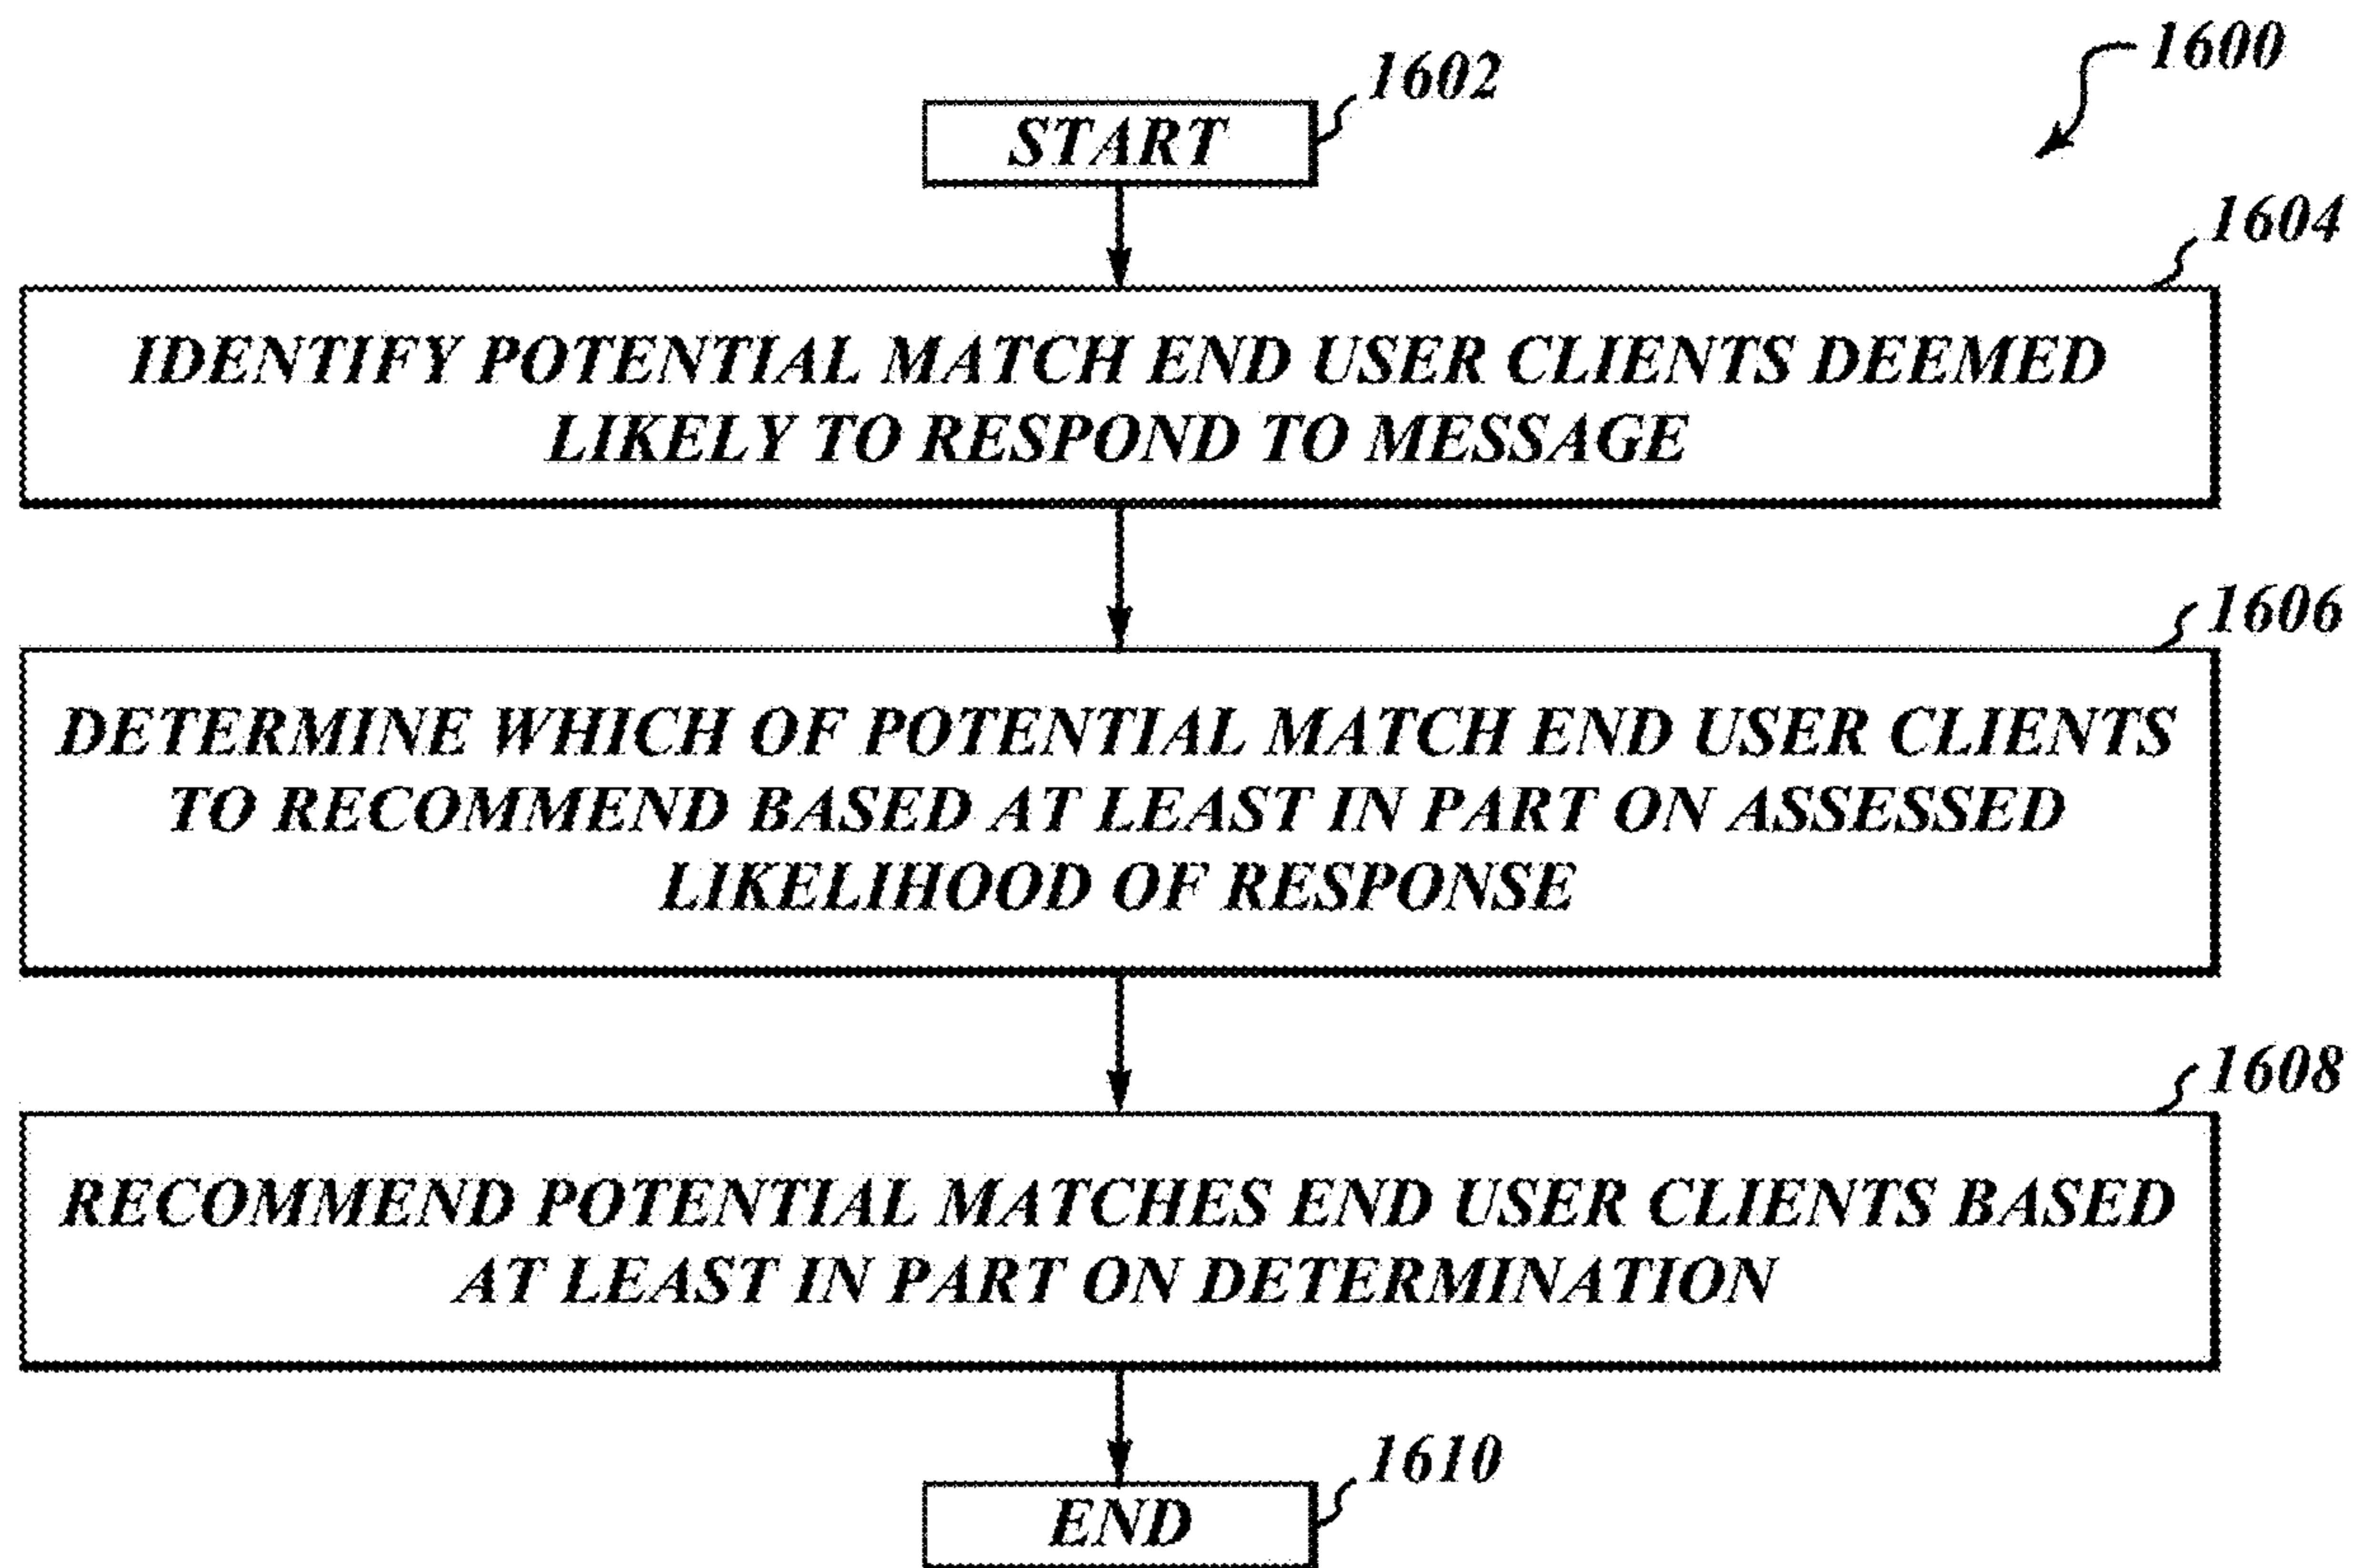 1600
1602
START
1604
IDENTIFY POTENTIAL MATCH END USER CLIENTS DEEMED
LIKELY TO RESPOND TO MESSAGE
1606
DETERMINE WHICH OF POTENTIAL MATCH END USER CLIENTS
TO RECOMMEND BASED AT LEAST IN PART ON ASSESSED
LIKELIHOOD OF RESPONSE
1608
RECOMMEND POTENTIAL MATCHES END USER CLIENTS BASED
AT LEAST IN PART ON DETERMINATION
1610
END